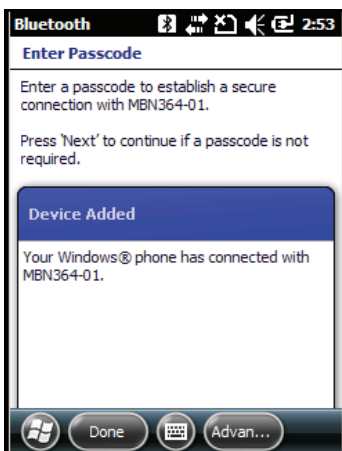 Bluetooth 2:53
Enter Passcode
Enter a passcode to establish a secure
connection with MBN364-01.
Press 'Next' to continue if a passcode is not
required.
Device Added
Your Windows® phone has connected with
MBN364-01.
Done Advan...